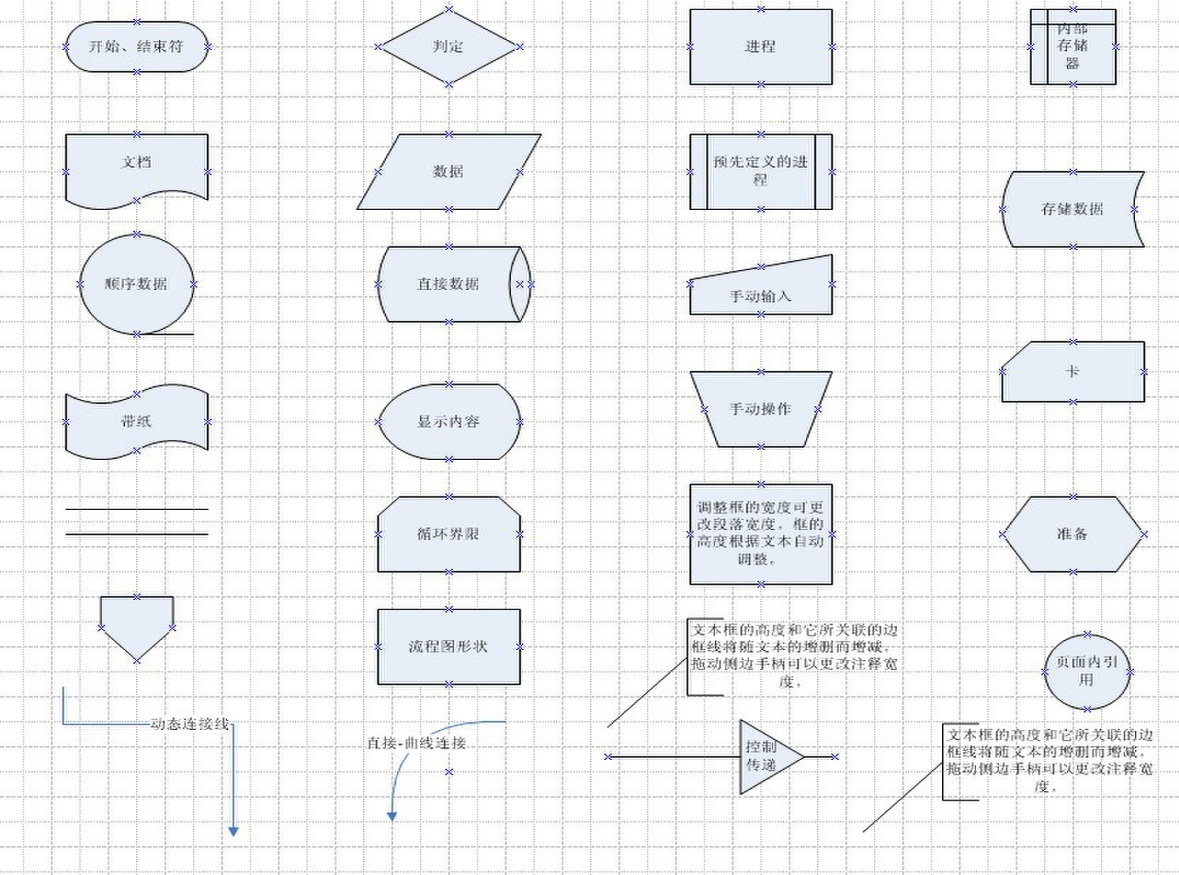 开始、结束符
判定
进程
内部
存储
器
文档
数据
预先定义的进
程
存储数据
顺序数据
直接数据
手动输入
卡
带纸
显示内容
手动操作
循环界限
调整框的宽度可更
改段落宽度。框的
高度根据文本自动
调整。
准备
流程图形状
文本框的高度和它所关联的边
框线将随文本的增删而增减。
拖动侧边手柄可以更改注释宽
度。
页面内引
用
动态连接线
直接-曲线连接
控制
传递
文本框的高度和它所关联的边
框线将随文本的增删而增减。
拖动侧边手柄可以更改注释宽
度。